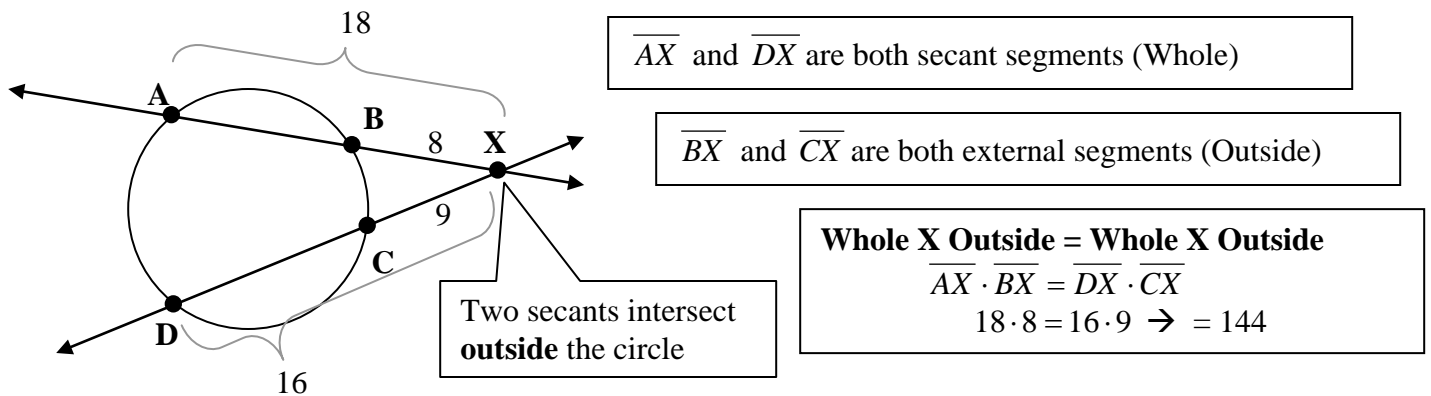 18
A
B
8
X
9
C
D
16
Two secants intersect
outside the circle
AX and DX are both secant segments (Whole)
BX and CX are both external segments (Outside)
Whole X Outside = Whole X Outside
AX · BX = DX · CX
18 · 8 = 16 · 9 → = 144